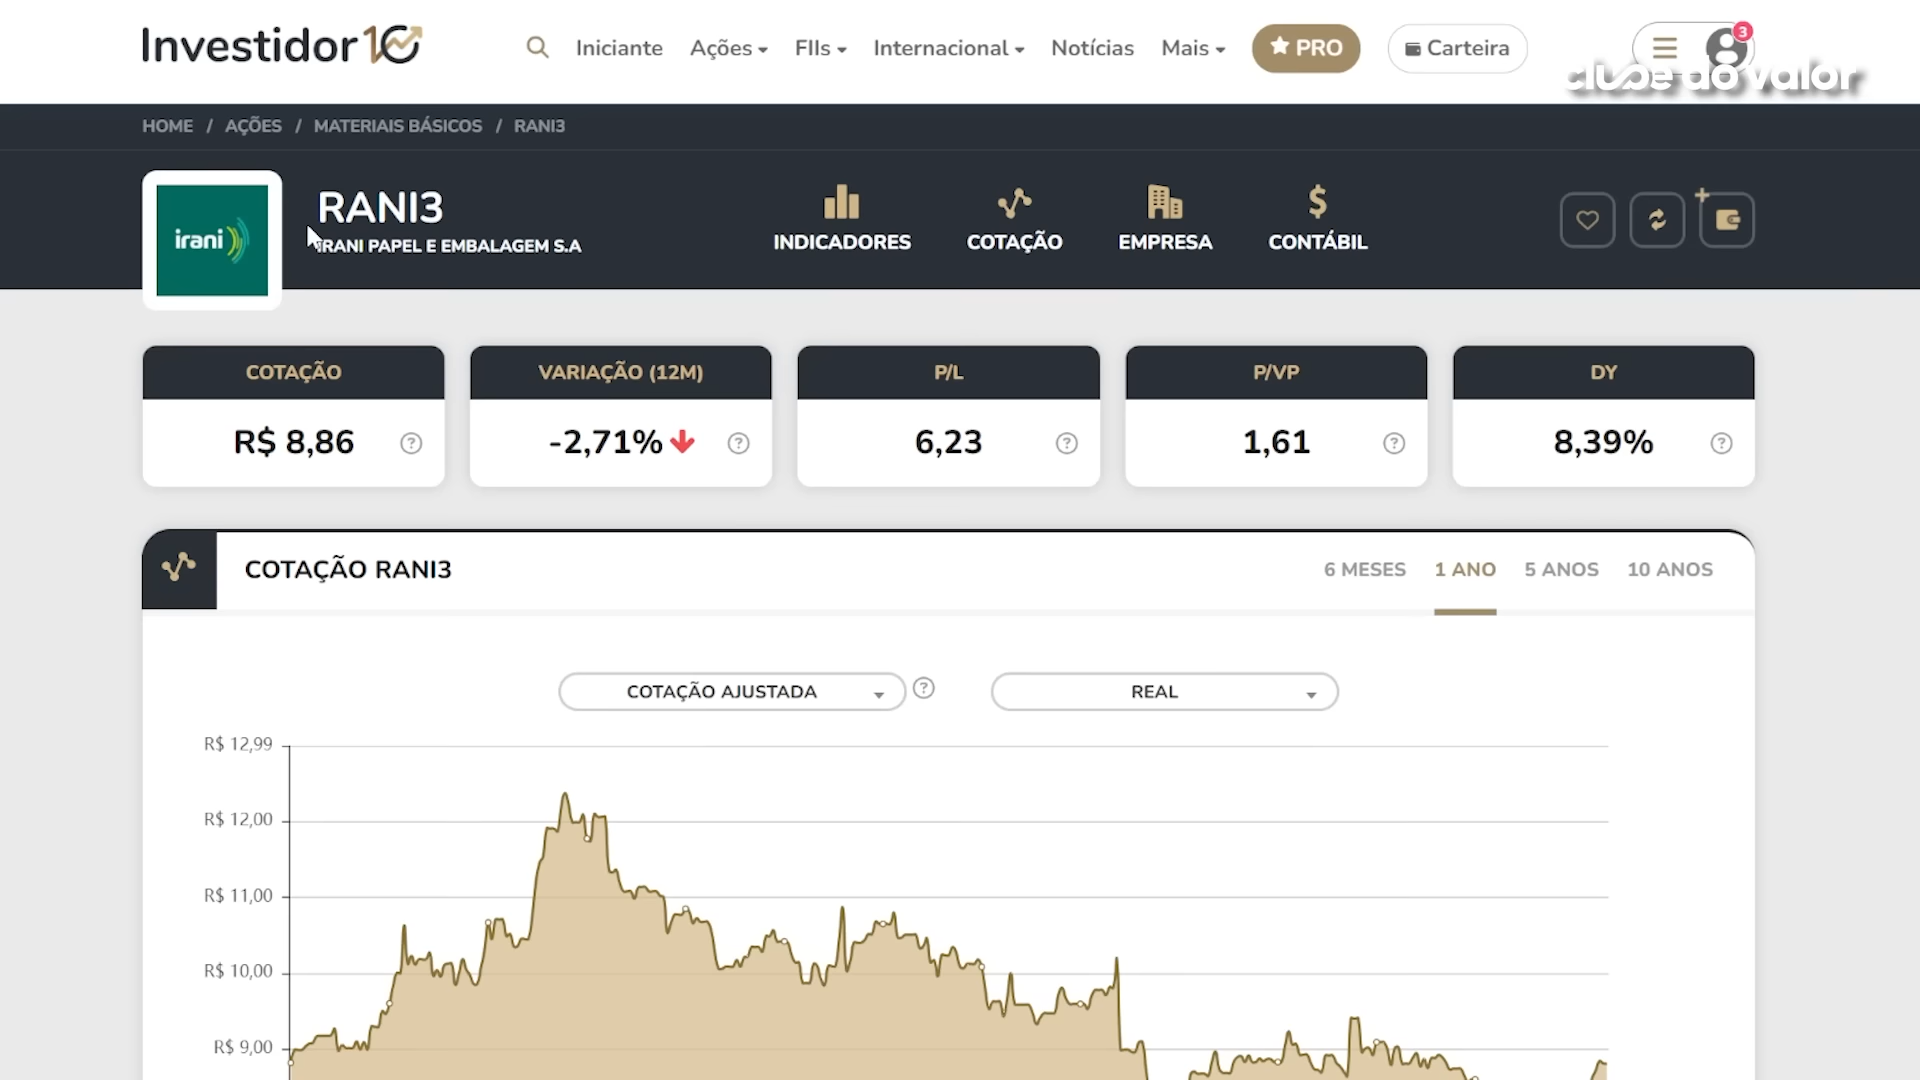 Investidor10
Iniciante
Ações
FIIs
Internacional
Notícias
Mais
PRO
Carteira
3
clube do valor
HOME / AÇÕES / MATERIAIS BÁSICOS / RANI3
irani
RANI3
IRANI PAPEL E EMBALAGEM S.A
INDICADORES
COTAÇÃO
EMPRESA
CONTÁBIL
COTAÇÃO
R$ 8,86
VARIAÇÃO (12M)
-2,71%
P/L
6,23
P/VP
1,61
DY
8,39%
COTAÇÃO RANI3
6 MESES
1 ANO
5 ANOS
10 ANOS
COTAÇÃO AJUSTADA
REAL
R$ 12,99
R$ 12,00
R$ 11,00
R$ 10,00
R$ 9,00